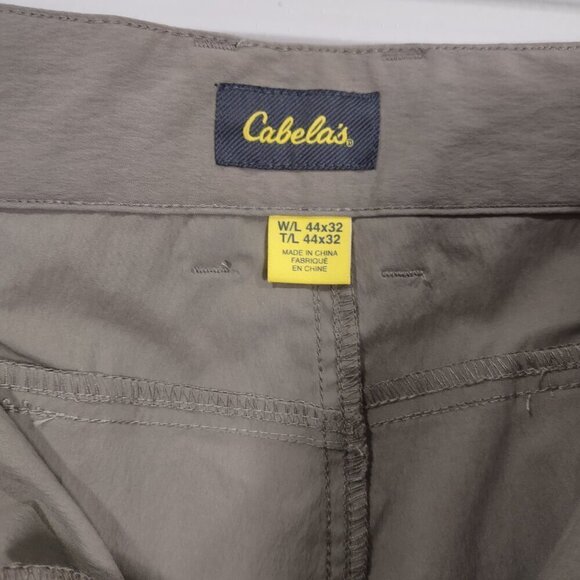 Cabela's®
W/L 44x32
T/L 44x32
MADE IN CHINA
FABRIQUÉ
EN CHINE